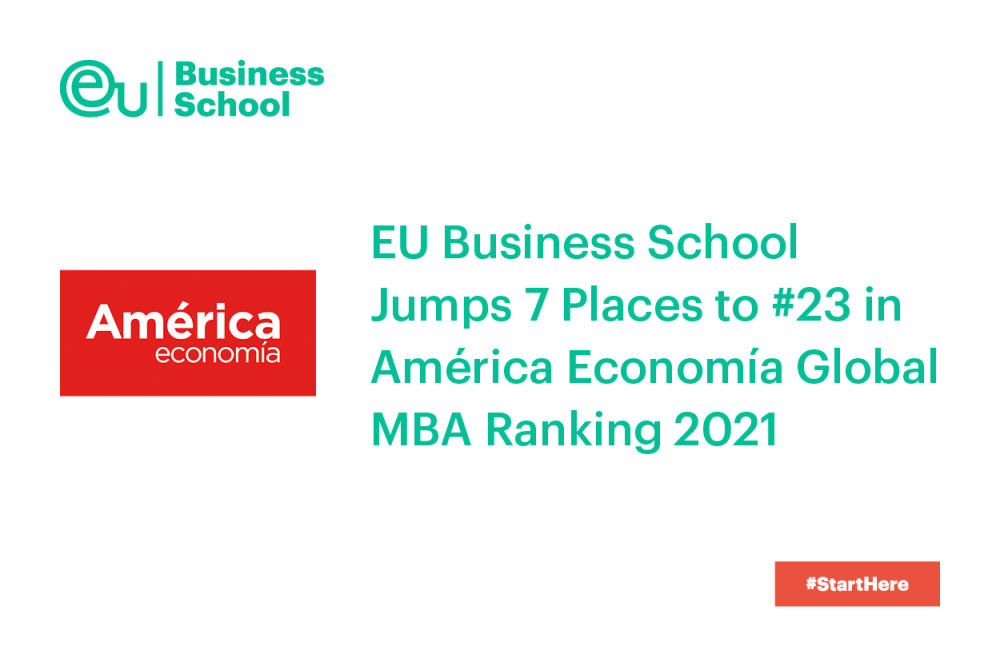 eu Business
School
América
economía
EU Business School
Jumps 7 Places to #23 in
América Economía Global
MBA Ranking 2021
#StartHere